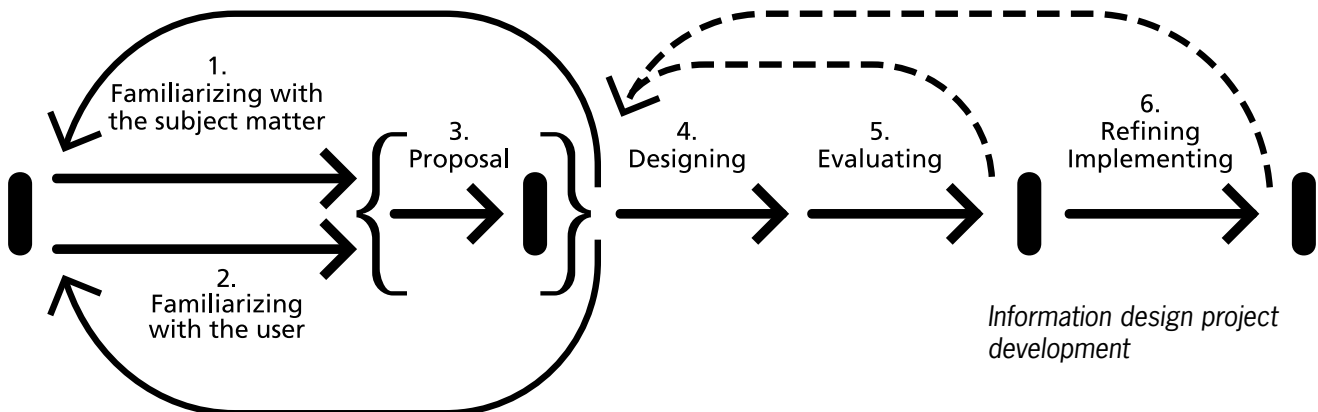 1.
Familiarizing with
the subject matter
2.
Familiarizing
with the user
3.
Proposal
4.
Designing
5.
Evaluating
6.
Refining
Implementing
Information design project
development